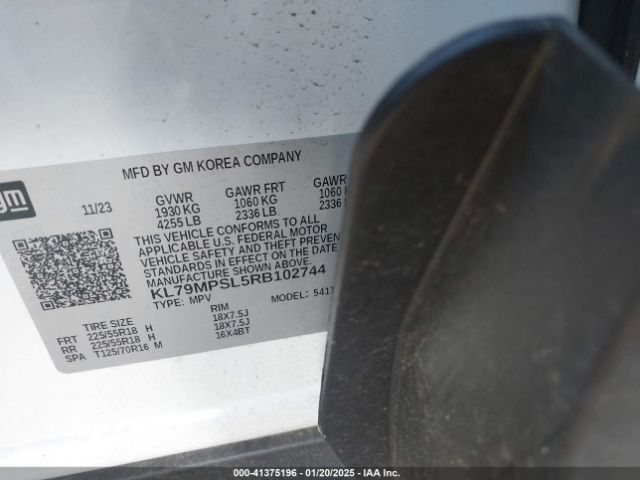 MFD BY GM KOREA COMPANY
gm
11/23
GVWR GAWR FRT GAWR
1930 KG 1060 KG 1060
4255 LB 2336 LB 2336
THIS VEHICLE CONFORMS TO ALL
APPLICABLE U.S. FEDERAL MOTOR
VEHICLE SAFETY AND THEFT PREVEN
STANDARDS IN EFFECT ON THE DATE
MANUFACTURE SHOWN ABOVE
KL79MPSL5RB102744
TYPE: MPV MODEL: 541T
TIRE SIZE RIM
FRT 225/55R18 H 18X7.5J
RR 225/55R18 H 18X7.5J
SPA T125/70R16 M 16X4BT
000-41375196 - 01/20/2025 - IAA Inc.